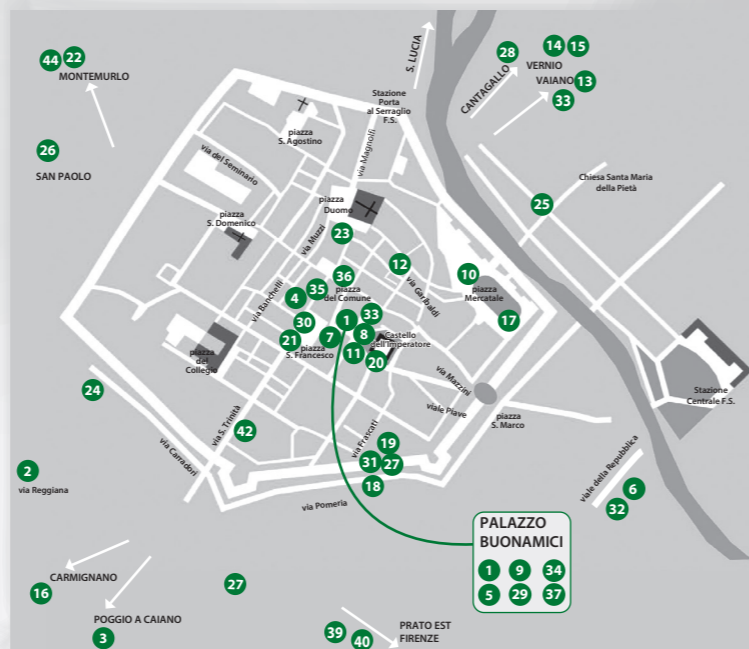 44 22
MONTEMURLO
26
SAN PAOLO
S. LUCIA
28
CANTAGALLO
14 15
VERNIO
VAIANO 13
33
Stazione
Porta
al Serraglio
F.S.
piazza
S. Agostino
via Magnolfi
via del Seminario
Chiesa Santa Maria
della Pietà
25
piazza
Duomo
piazza
S. Domenico
via Muzzi
23
12
via Garibaldi
10
piazza
Mercatale
17
36
35
4
piazza
del Comune
via Banchelli
30
1
33
7
8
21
piazza
S. Francesco
11
Castello
dell'Imperatore
20
piazza
del
Collegio
via Mazzini
viale Piave
piazza
S. Marco
Stazione
Centrale F.S.
24
via Carradori
via S. Trinità
42
via Frascati
19
31 27
18
via Pomeria
viale della Repubblica
6
32
2
via Reggiana
PALAZZO
BUONAMICI
1 9 34
5 29 37
CARMIGNANO
16
POGGIO A CAIANO
3
27
39 40
PRATO EST
FIRENZE